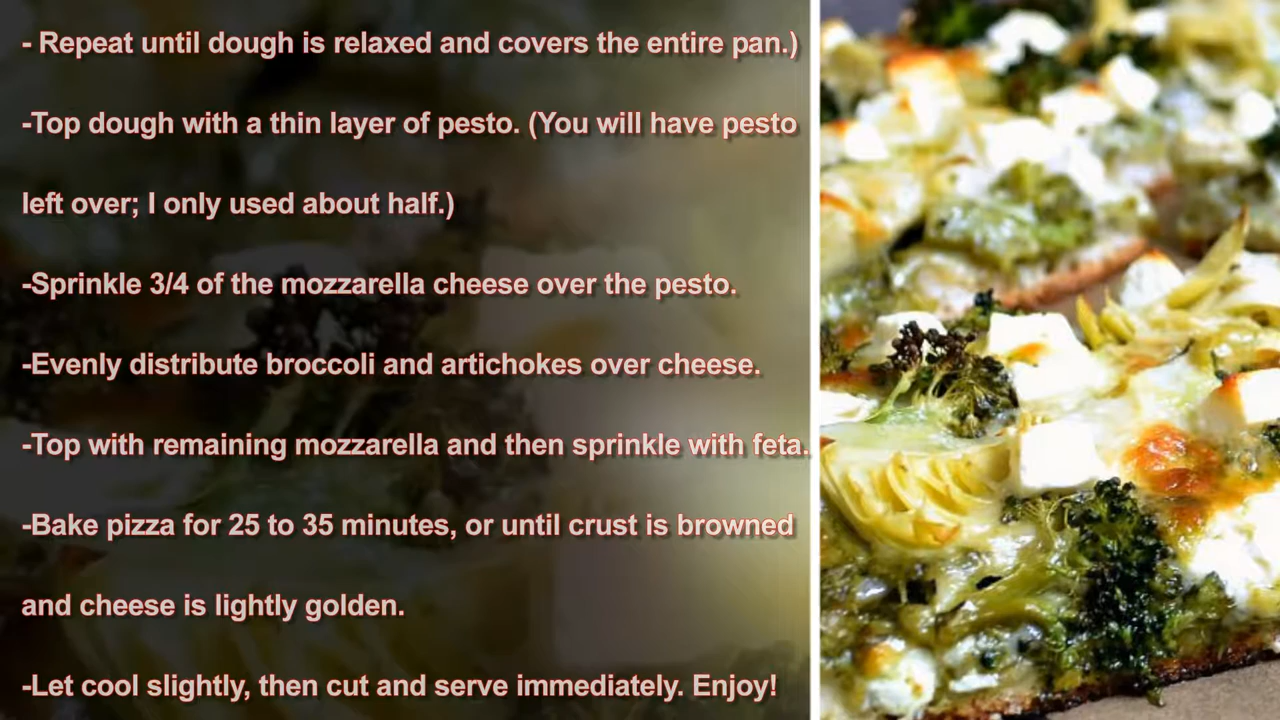 - Repeat until dough is relaxed and covers the entire pan.)
-Top dough with a thin layer of pesto. (You will have pesto
left over; I only used about half.)
-Sprinkle 3/4 of the mozzarella cheese over the pesto.
-Evenly distribute broccoli and artichokes over cheese.
-Top with remaining mozzarella and then sprinkle with feta.
-Bake pizza for 25 to 35 minutes, or until crust is browned
and cheese is lightly golden.
-Let cool slightly, then cut and serve immediately. Enjoy!